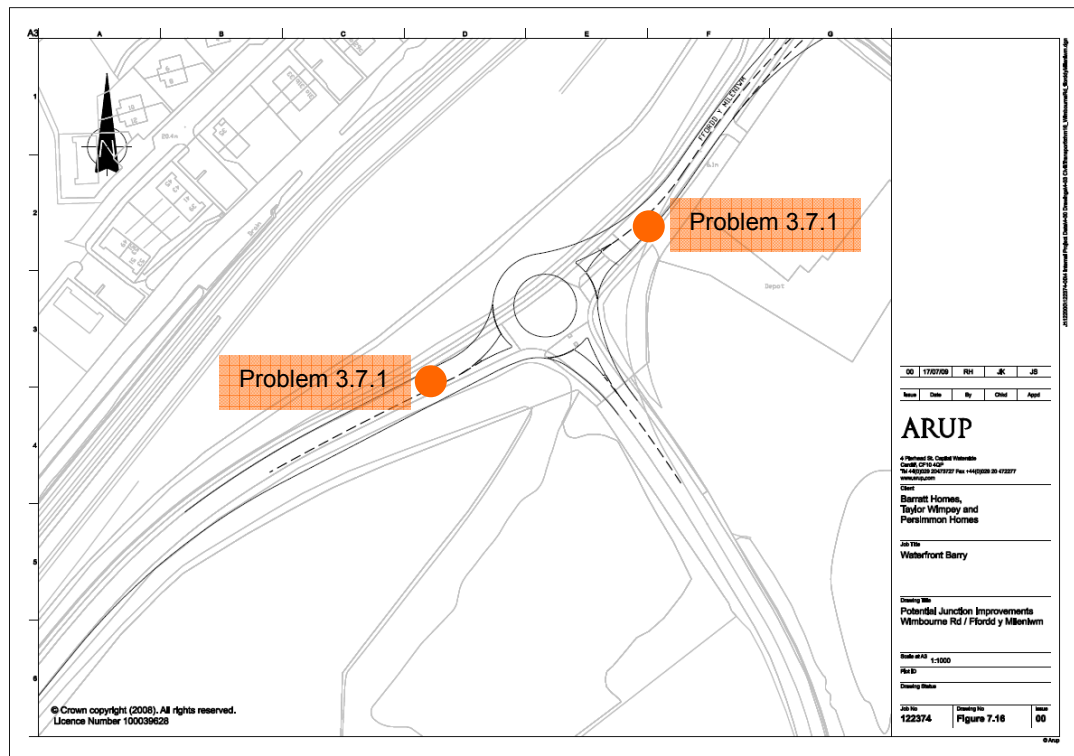 A3
A
B
C
D
E
F
G
1
2
3
4
5
6
N
FFORDD Y MILENIWM
Problem 3.7.1
Problem 3.7.1
Depot
Drain
00 17/07/09 RH JK JS
Issue Date By Chkd Appd
ARUP
4 Pierhead St, Capital Waterside
Cardiff, CF10 4QP
www.arup.com
Client
Barratt Homes,
Taylor Wimpey and
Persimmon Homes
Job Title
Waterfront Barry
Drawing Title
Potential Junction Improvements
Wimbourne Rd / Ffordd y Mileniwm
Scale at A3 1:1000
Plot ID
Drawing Status
Job No Drawing No Issue
122374 Figure 7.16 00
© Arup
© Crown copyright (2008). All rights reserved.
Licence Number 100039628